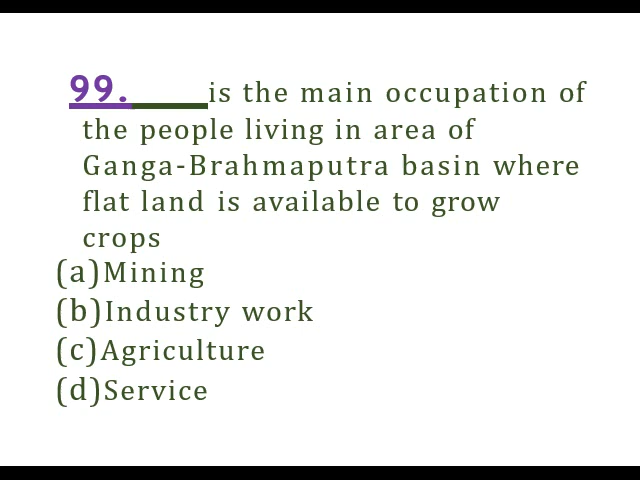 99._____is the main occupation of
the people living in area of
Ganga-Brahmaputra basin where
flat land is available to grow
crops
(a)Mining
(b)Industry work
(c)Agriculture
(d)Service